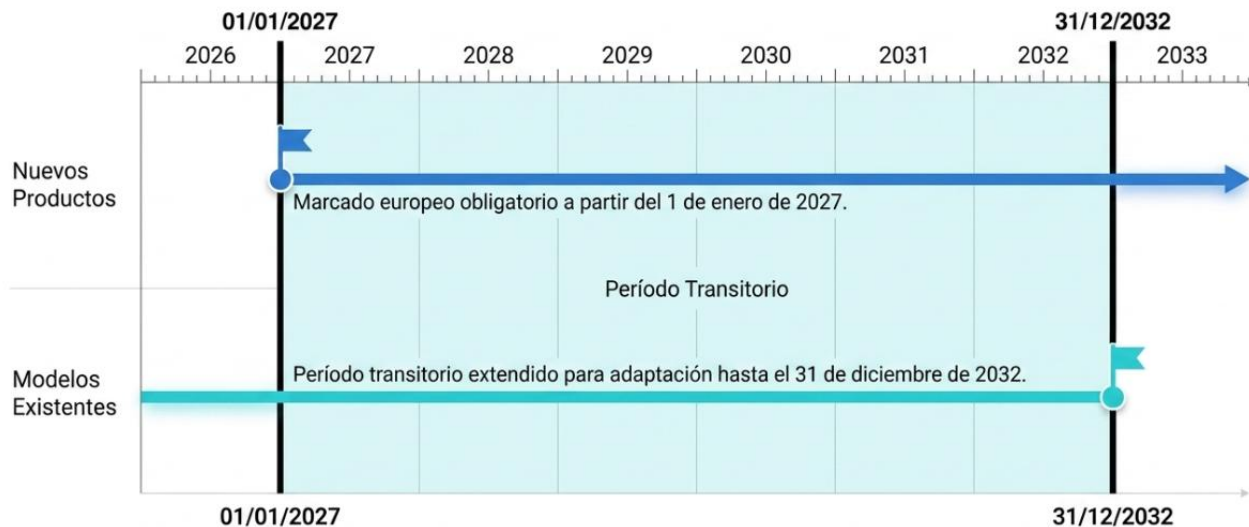 01/01/2027
31/12/2032
2026 2027 2028 2029 2030 2031 2032 2033
Nuevos
Productos
Marcado europeo obligatorio a partir del 1 de enero de 2027.
Período Transitorio
Modelos
Existentes
Período transitorio extendido para adaptación hasta el 31 de diciembre de 2032.
01/01/2027
31/12/2032